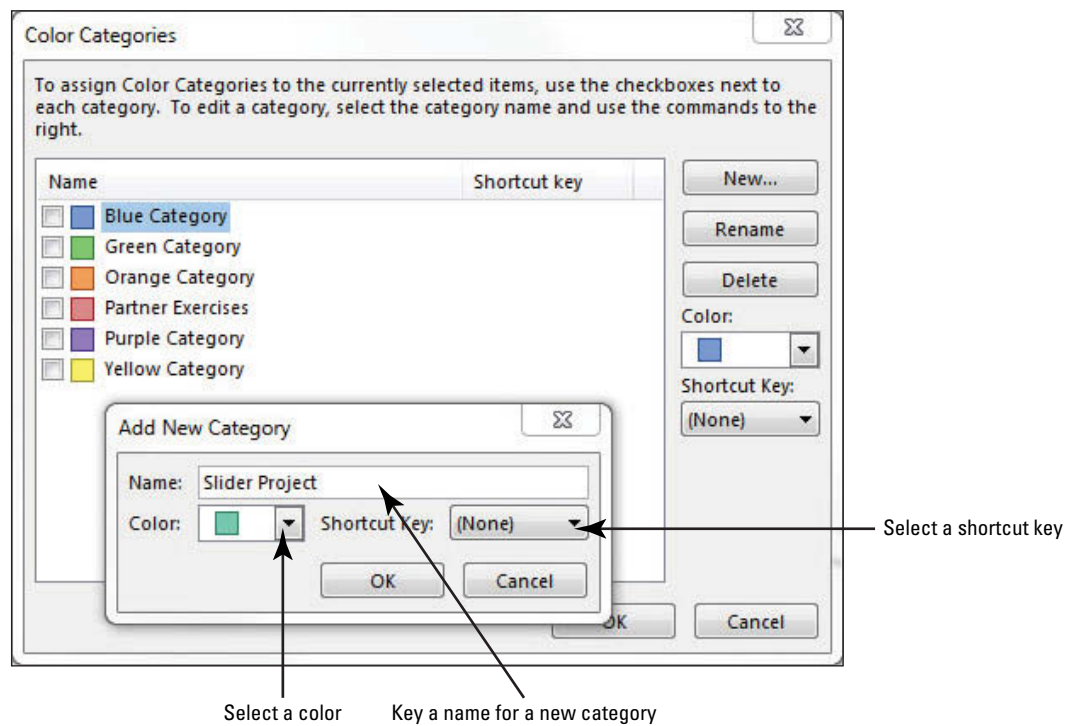 Color Categories
To assign Color Categories to the currently selected items, use the checkboxes next to
each category. To edit a category, select the category name and use the commands to the
right.
Name Shortcut key
Blue Category
Green Category
Orange Category
Partner Exercises
Purple Category
Yellow Category
New...
Rename
Delete
Color:
Shortcut Key:
(None)
Add New Category
Name: Slider Project
Color: Shortcut Key: (None)
OK Cancel
OK Cancel
Select a shortcut key
Select a color Key a name for a new category